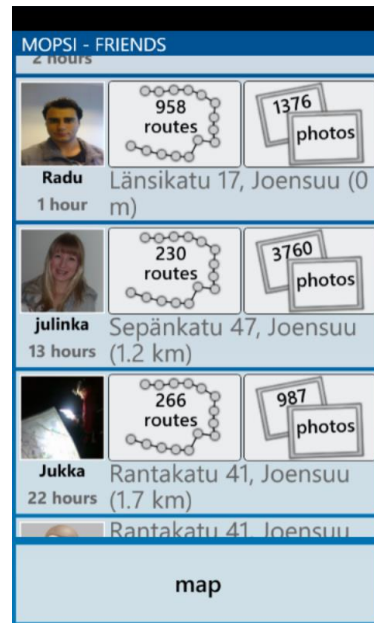 MOPSI - FRIENDS
2 hours
958
routes
1376
photos
Radu
1 hour
Länsikatu 17, Joensuu (0
m)
230
routes
3760
photos
julinka
13 hours
Sepänkatu 47, Joensuu
(1.2 km)
266
routes
987
photos
Jukka
22 hours
Rantakatu 41, Joensuu
(1.7 km)
Rantakatu 41, Joensuu
map